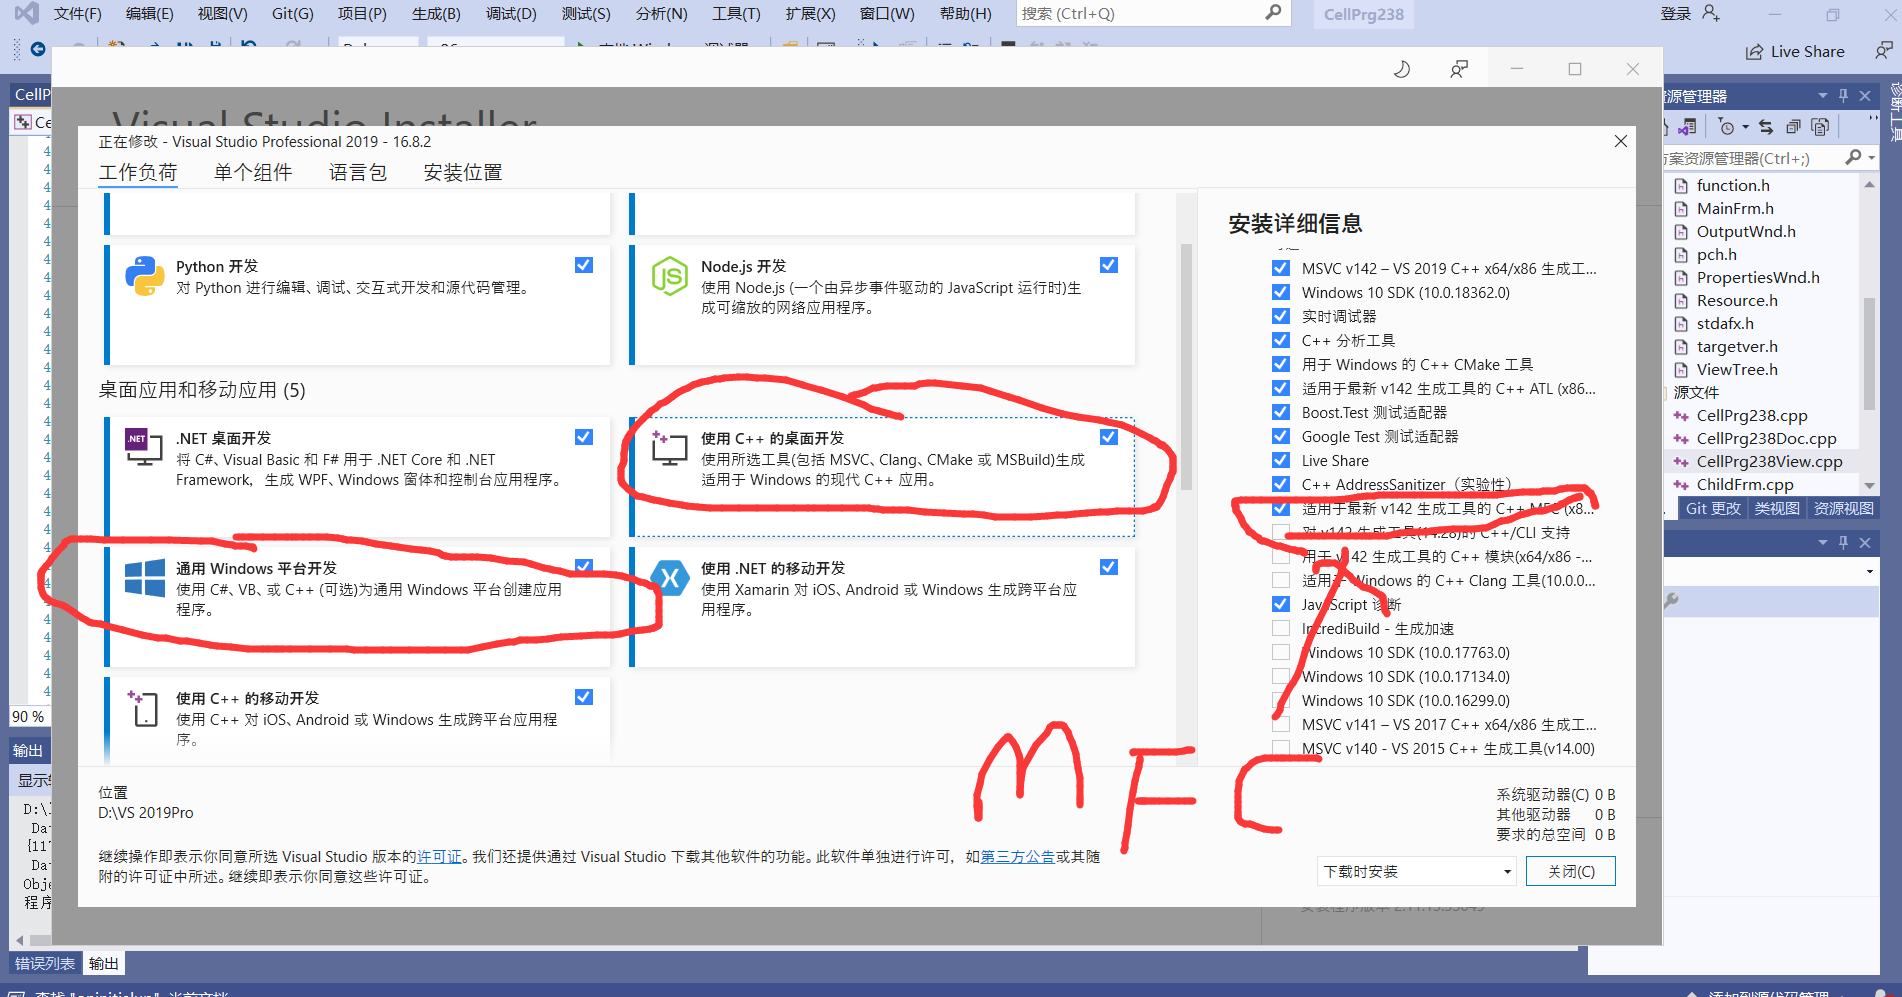 文件(F) 编辑(E) 视图(V) Git(G) 项目(P) 生成(B) 调试(D) 测试(S) 分析(N) 工具(T) 扩展(X) 窗口(W) 帮助(H) 搜索 (Ctrl+Q) CellPrg238 登录
Live Share
Visual Studio Installer
正在修改 - Visual Studio Professional 2019 - 16.8.2
工作负荷 单个组件 语言包 安装位置
Python 开发
对 Python 进行编辑、调试、交互式开发和源代码管理。
Node.js 开发
使用 Node.js (一个由异步事件驱动的 JavaScript 运行时)生
成可缩放的网络应用程序。
桌面应用和移动应用 (5)
.NET 桌面开发
将 C#、Visual Basic 和 F# 用于 .NET Core 和 .NET
Framework，生成 WPF、Windows 窗体和控制台应用程序。
使用 C++ 的桌面开发
使用所选工具(包括 MSVC、Clang、CMake 或 MSBuild)生成
适用于 Windows 的现代 C++ 应用。
通用 Windows 平台开发
使用 C#、VB、或 C++ (可选)为通用 Windows 平台创建应用
程序。
使用 .NET 的移动开发
使用 Xamarin 对 iOS、Android 或 Windows 生成跨平台应
用程序。
使用 C++ 的移动开发
使用 C++ 对 iOS、Android 或 Windows 生成跨平台应用程
序。
安装详细信息
MSVC v142 – VS 2019 C++ x64/x86 生成工...
Windows 10 SDK (10.0.18362.0)
实时调试器
C++ 分析工具
用于 Windows 的 C++ CMake 工具
适用于最新 v142 生成工具的 C++ ATL (x86...
Boost.Test 测试适配器
Google Test 测试适配器
Live Share
C++ AddressSanitizer（实验性）
适用于最新 v142 生成工具的 C++ MFC (x8...
对 v142 生成工具(14.28)的 C++/CLI 支持
用于 v142 生成工具的 C++ 模块(x64/x86 -...
适用于 Windows 的 C++ Clang 工具(10.0.0...
JavaScript 诊断
IncrediBuild - 生成加速
Windows 10 SDK (10.0.17763.0)
Windows 10 SDK (10.0.17134.0)
Windows 10 SDK (10.0.16299.0)
MSVC v141 – VS 2017 C++ x64/x86 生成工...
MSVC v140 - VS 2015 C++ 生成工具(v14.00)
MFC
位置
D:\VS 2019Pro
系统驱动器(C) 0 B
其他驱动器 0 B
要求的总空间 0 B
继续操作即表示你同意所选 Visual Studio 版本的许可证。我们还提供通过 Visual Studio 下载其他软件的功能。此软件单独进行许可，如第三方公告或其随
附的许可证中所述。继续即表示你同意这些许可证。
下载时安装 关闭(C)
源管理器
方案资源管理器(Ctrl+;)
function.h
MainFrm.h
OutputWnd.h
pch.h
PropertiesWnd.h
Resource.h
stdafx.h
targetver.h
ViewTree.h
源文件
CellPrg238.cpp
CellPrg238Doc.cpp
CellPrg238View.cpp
ChildFrm.cpp
Git 更改 类视图 资源视图
诊断工具
90 %
输出
错误列表 输出